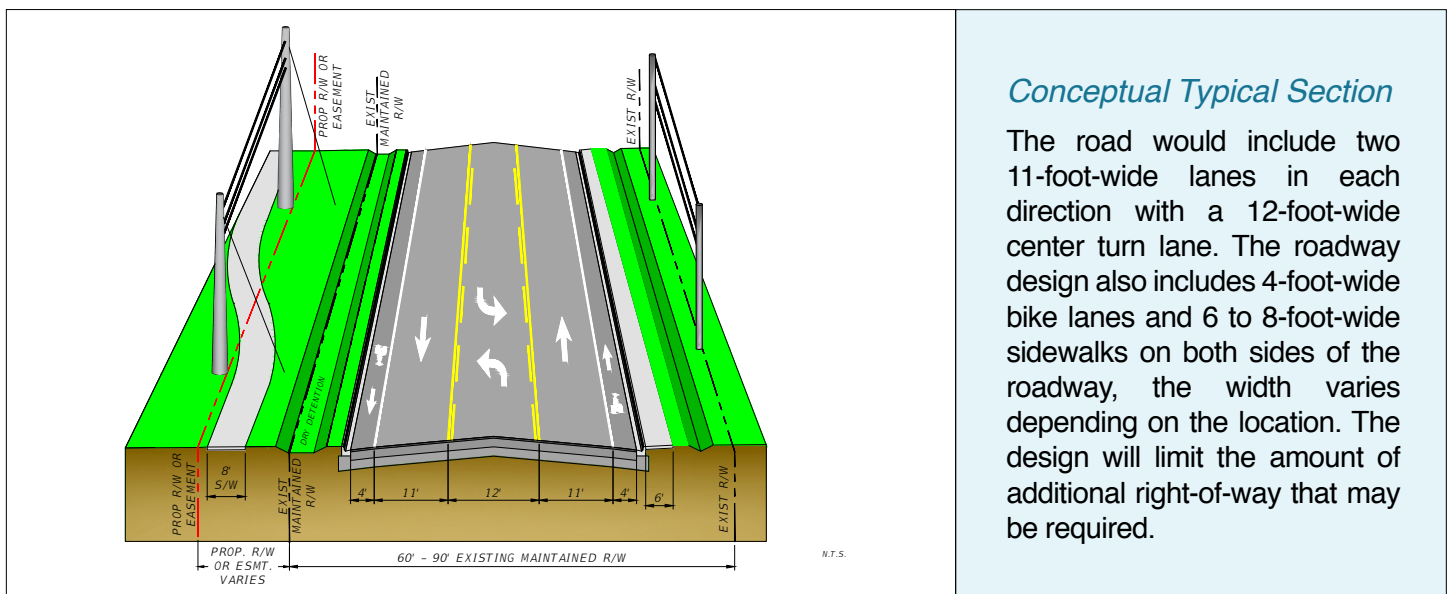 PROP R/W OR
EASEMENT
EXIST
MAINTAINED
R/W
EXIST R/W
DRY DETENTION
8'
S/W
PROP R/W OR
EASEMENT
EXIST
MAINTAINED
R/W
4'
11'
12'
11'
4'
6'
EXIST R/W
PROP. R/W
OR ESMT.
VARIES
60' – 90' EXISTING MAINTAINED R/W
N.T.S.
Conceptual Typical Section
The road would include two
11-foot-wide lanes in each
direction with a 12-foot-wide
center turn lane. The roadway
design also includes 4-foot-wide
bike lanes and 6 to 8-foot-wide
sidewalks on both sides of the
roadway, the width varies
depending on the location. The
design will limit the amount of
additional right-of-way that may
be required.